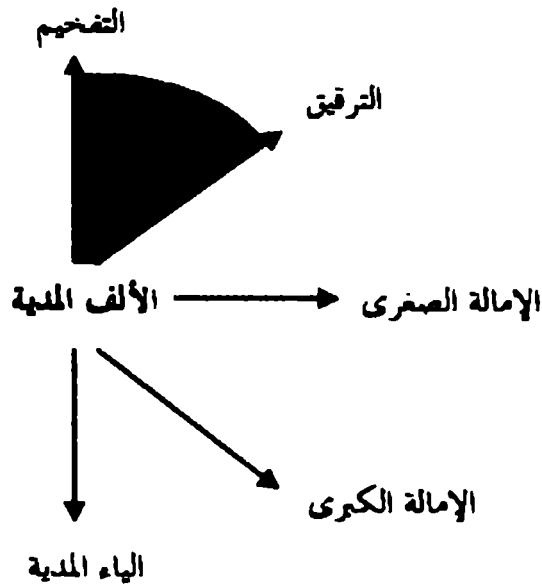 التفخيم
الترقيق
الألف المدية
الإمالة الصغرى
الإمالة الكبرى
الياء المدية